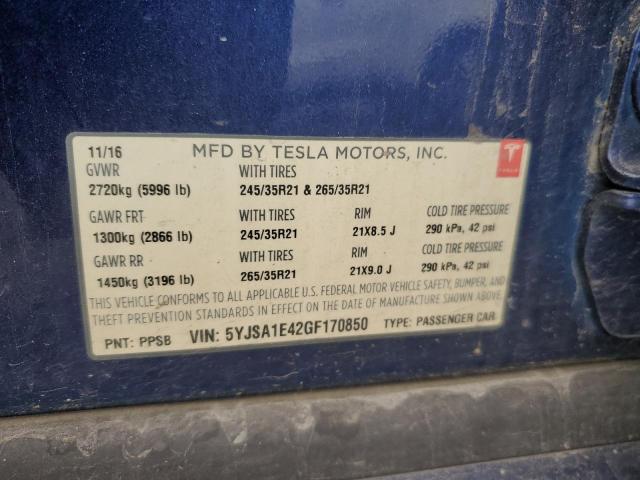 11/16 MFD BY TESLA MOTORS, INC.
GVWR WITH TIRES
TESLA
2720kg (5996 lb) 245/35R21 & 265/35R21
GAWR FRT WITH TIRES RIM COLD TIRE PRESSURE
1300kg (2866 lb) 245/35R21 21X8.5 J 290 kPa, 42 psi
GAWR RR WITH TIRES RIM COLD TIRE PRESSURE
1450kg (3196 lb) 265/35R21 21X9.0 J 290 kPa, 42 psi
THIS VEHICLE CONFORMS TO ALL APPLICABLE U.S. FEDERAL MOTOR VEHICLE SAFETY, BUMPER, AND
THEFT PREVENTION STANDARDS IN EFFECT ON THE DATE OF MANUFACTURE SHOWN ABOVE.
PNT: PPSB VIN: 5YJSA1E42GF170850 TYPE: PASSENGER CAR